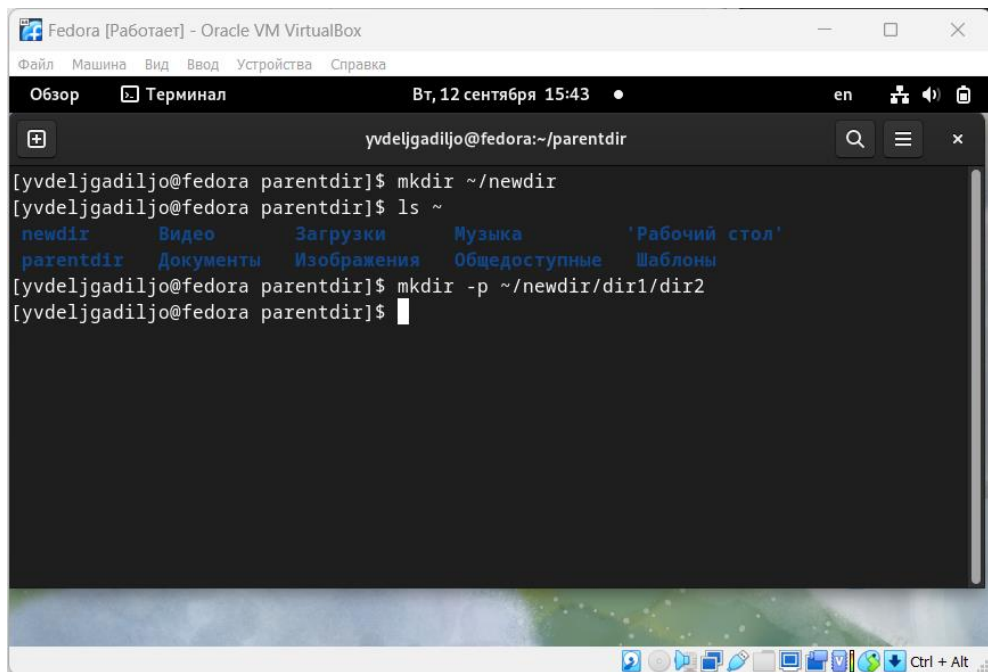 Fedora [Работает] - Oracle VM VirtualBox
Файл Машина Вид Ввод Устройства Справка
Обзор Терминал Вт, 12 сентября 15:43 en
yvdeljgadiljo@fedora:~/parentdir
[yvdeljgadiljo@fedora parentdir]$ mkdir ~/newdir
[yvdeljgadiljo@fedora parentdir]$ ls ~
newdir Видео Загрузки Музыка 'Рабочий стол'
parentdir Документы Изображения Общедоступные Шаблоны
[yvdeljgadiljo@fedora parentdir]$ mkdir -p ~/newdir/dir1/dir2
[yvdeljgadiljo@fedora parentdir]$
Ctrl + Alt